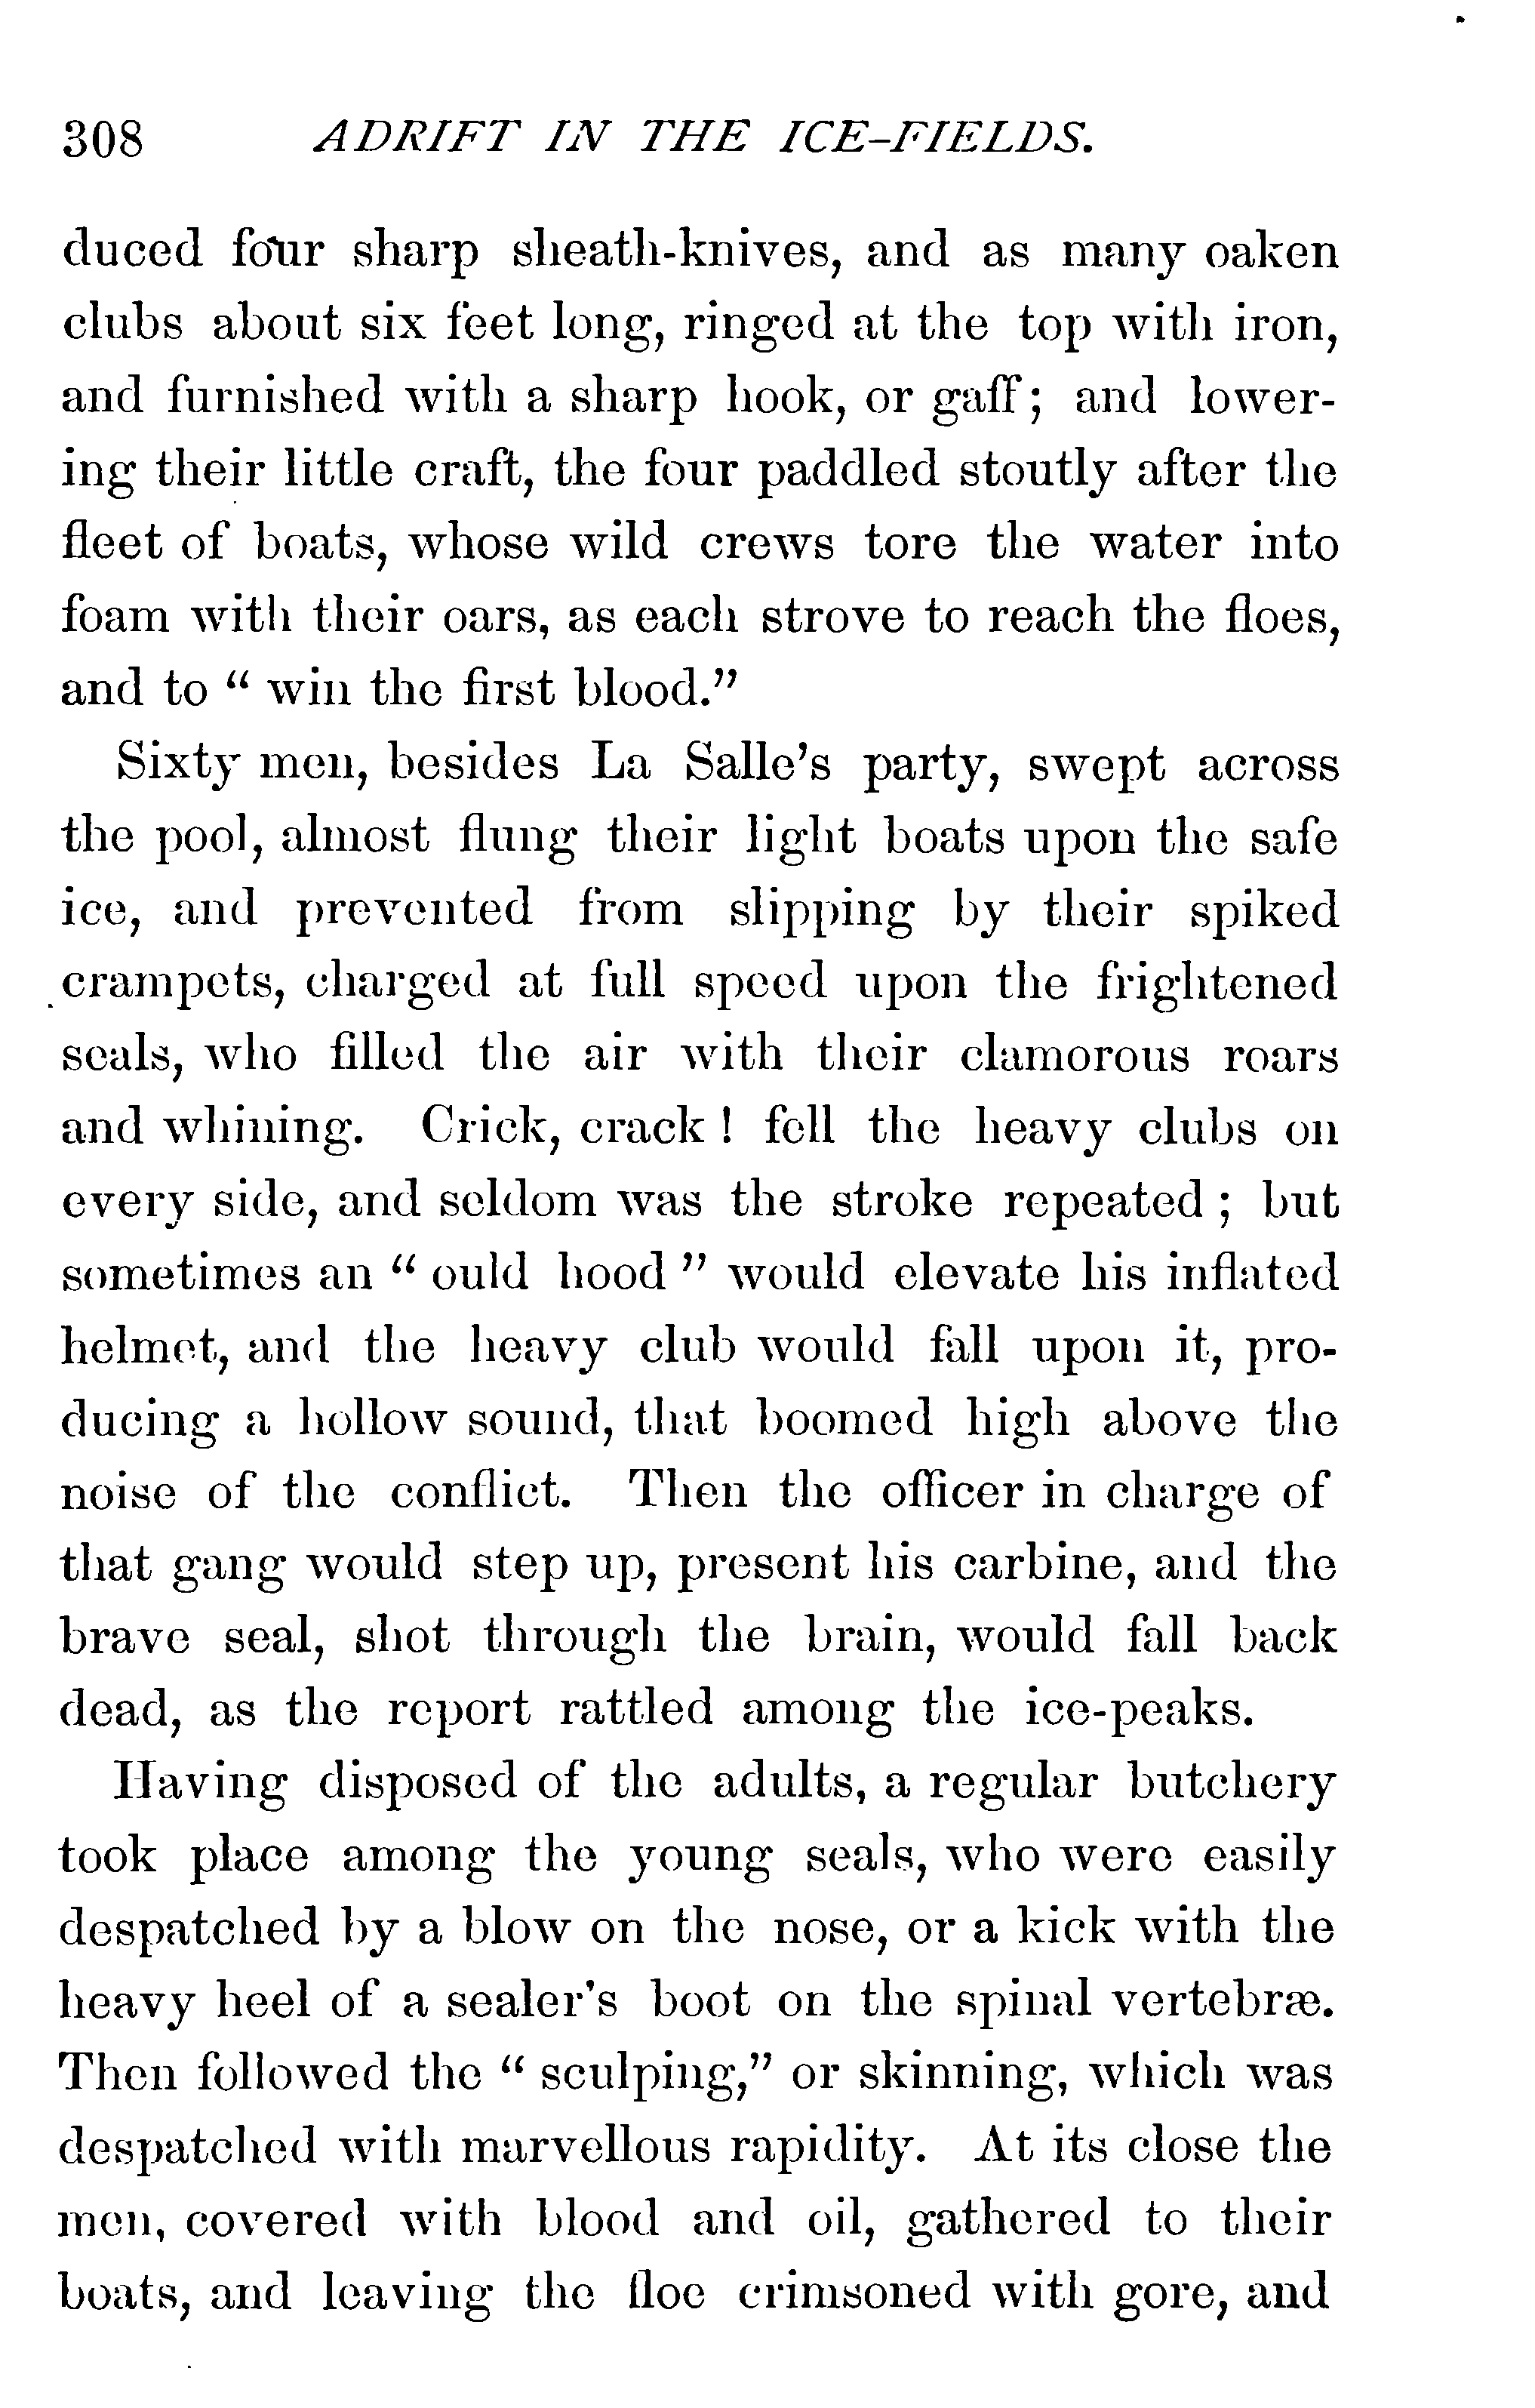 308 ADRIFT IN THE ICE-FIELDS.
duced four sharp sheath-knives, and as many oaken
clubs about six feet long, ringed at the top with iron,
and furnished with a sharp hook, or gaff; and lower-
ing their little craft, the four paddled stoutly after the
fleet of boats, whose wild crews tore the water into
foam with their oars, as each strove to reach the floes,
and to “ win the first blood.”
Sixty men, besides La Salle’s party, swept across
the pool, almost flung their light boats upon the safe
ice, and prevented from slipping by their spiked
crampets, charged at full speed upon the frightened
seals, who filled the air with their clamorous roars
and whining. Crick, crack ! fell the heavy clubs on
every side, and seldom was the stroke repeated ; but
sometimes an “ ould hood ” would elevate his inflated
helmet, and the heavy club would fall upon it, pro-
ducing a hollow sound, that boomed high above the
noise of the conflict. Then the officer in charge of
that gang would step up, present his carbine, and the
brave seal, shot through the brain, would fall back
dead, as the report rattled among the ice-peaks.
Having disposed of the adults, a regular butchery
took place among the young seals, who were easily
despatched by a blow on the nose, or a kick with the
heavy heel of a sealer’s boot on the spinal vertebræ.
Then followed the “ sculping,” or skinning, which was
despatched with marvellous rapidity. At its close the
men, covered with blood and oil, gathered to their
boats, and leaving the floe crimsoned with gore, and